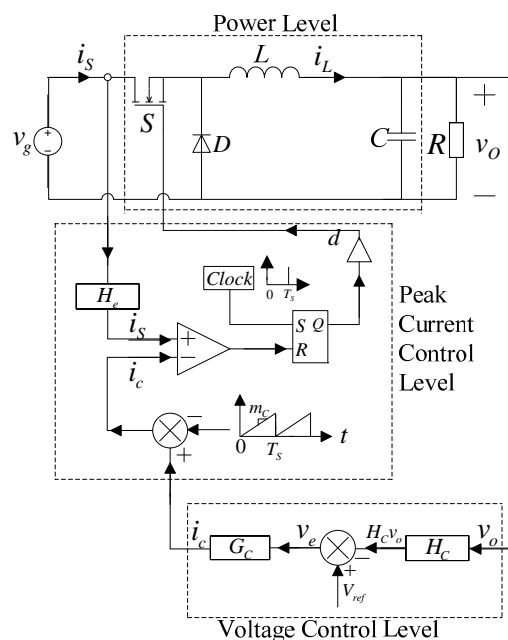 Power Level
i_S
L
i_L
+
v_g
+
−
S
D
C
R
v_O
−
d
Clock
0 T_S
H_e
S Q
R
Peak
Current
Control
Level
i_S
+
i_c
−
−
m_C
t
0 T_S
+
i_c
G_C
v_e
−
H_C v_o
H_C
v_o
+
V_ref
Voltage Control Level